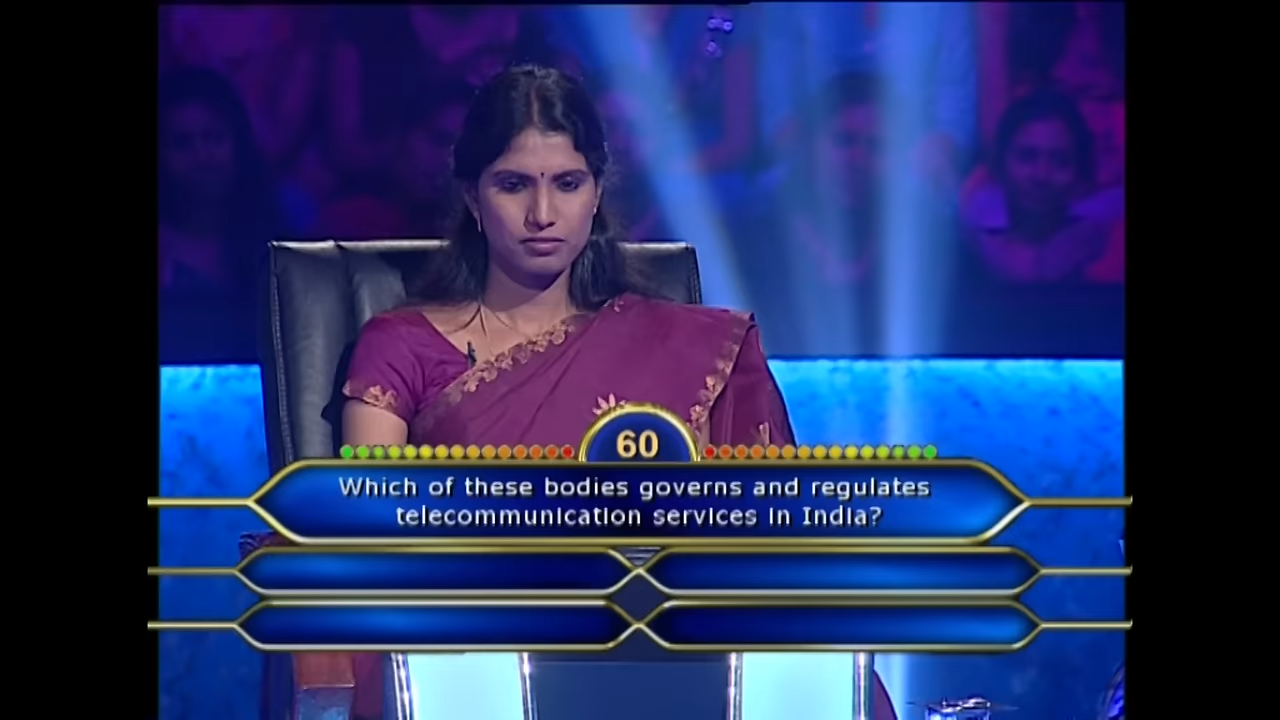 60
Which of these bodies governs and regulates
telecommunication services in India?